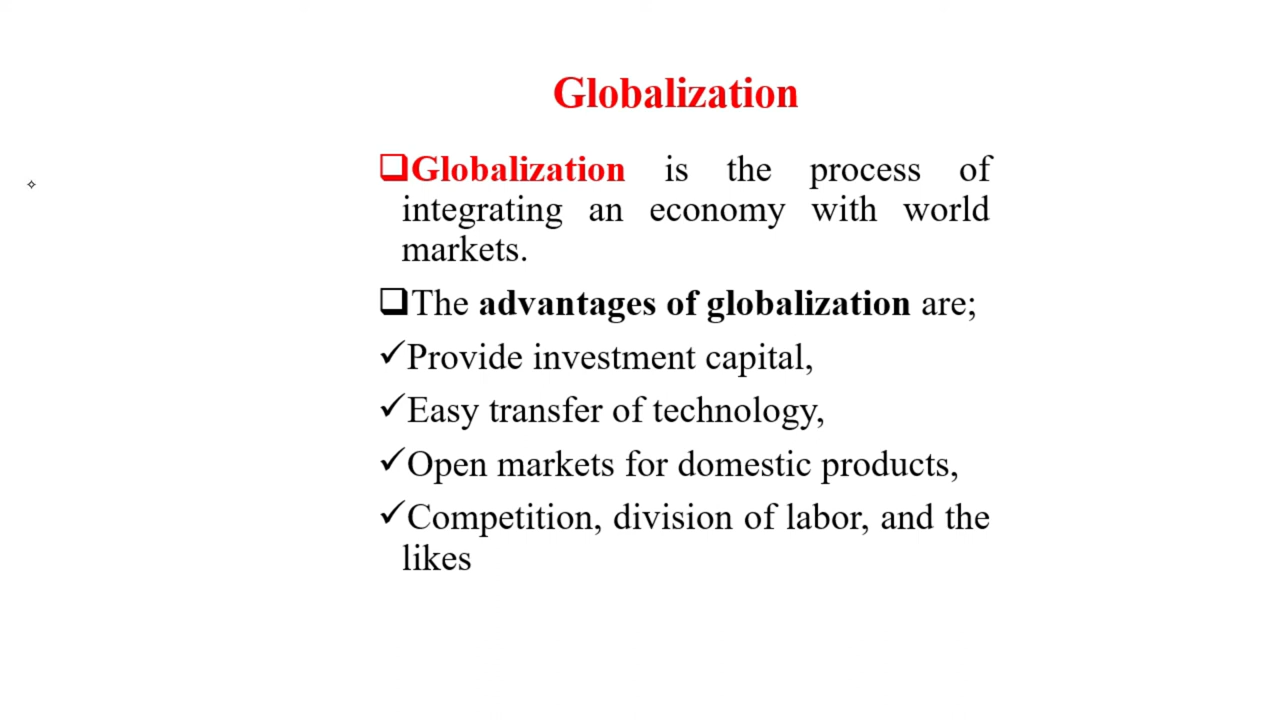 Globalization
❑Globalization is the process of
integrating an economy with world
markets.
❑The advantages of globalization are;
✓Provide investment capital,
✓Easy transfer of technology,
✓Open markets for domestic products,
✓Competition, division of labor, and the
likes